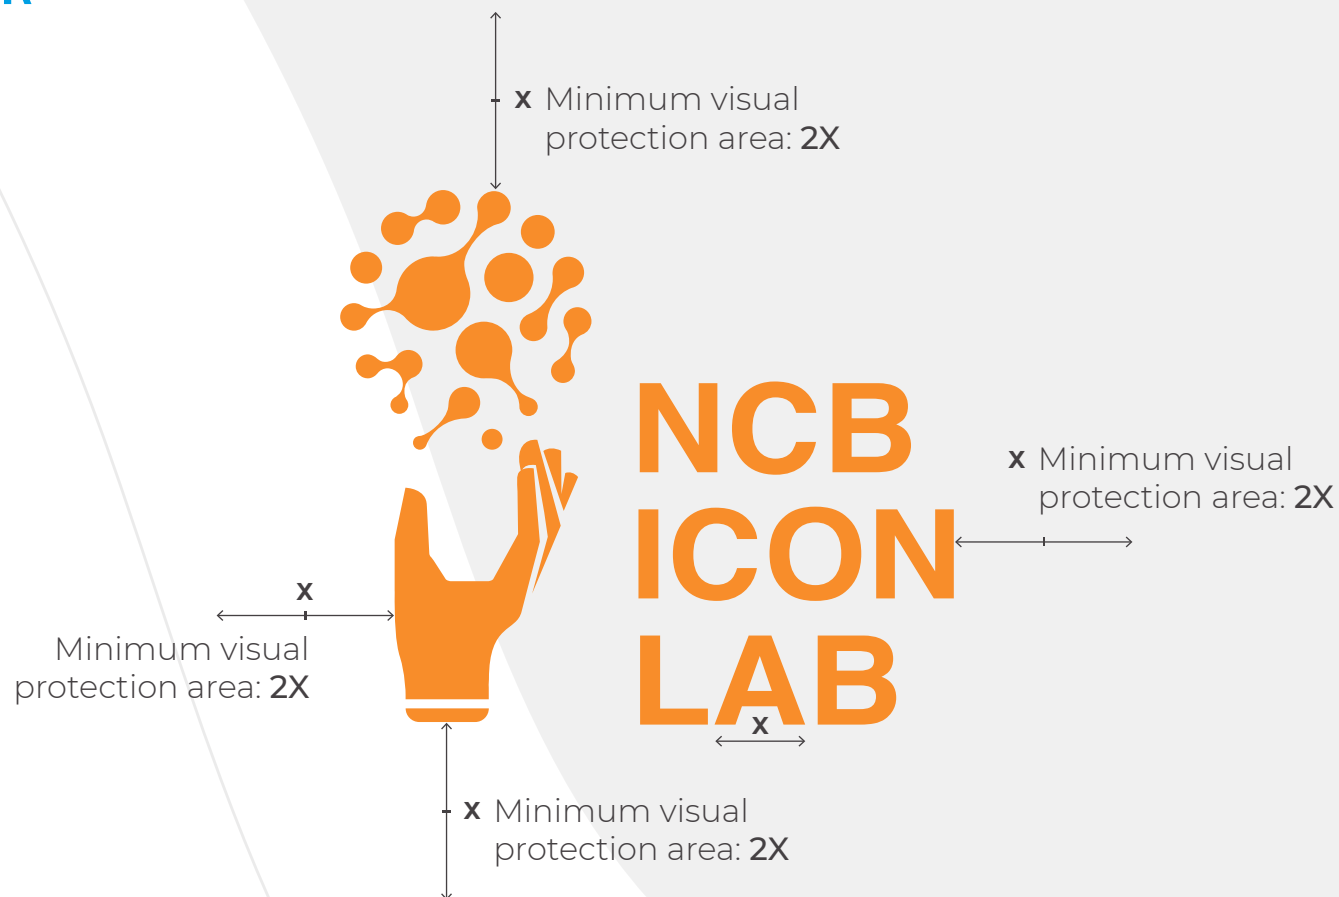 x Minimum visual
protection area: 2X
NCB
ICON
LAB
x
x Minimum visual
protection area: 2X
x
Minimum visual
protection area: 2X
x Minimum visual
protection area: 2X